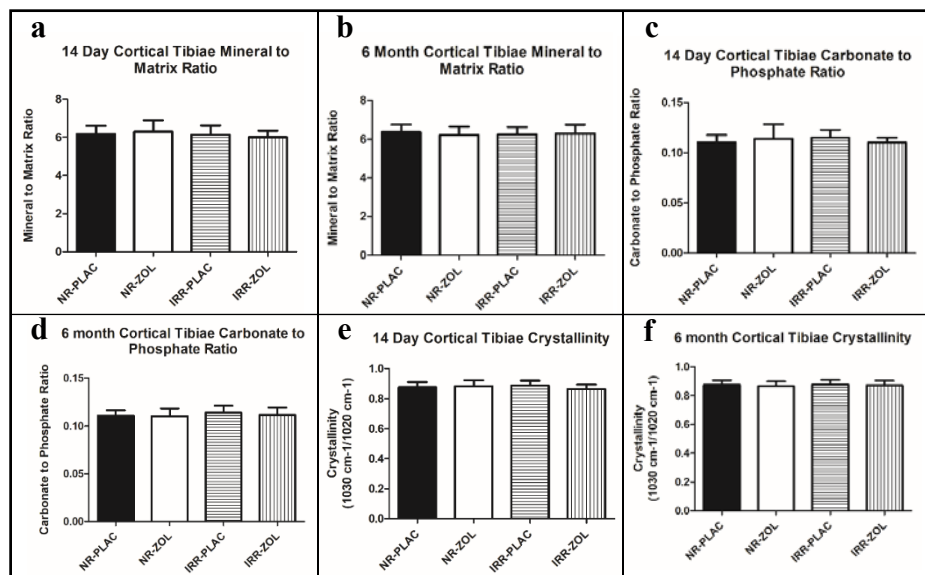 a
14 Day Cortical Tibiae Mineral to
Matrix Ratio
Mineral to Matrix Ratio
8
6
4
2
0
NR-PLAC
NR-ZOL
IRR-PLAC
IRR-ZOL
b
6 Month Cortical Tibiae Mineral to
Matrix Ratio
Mineral to Matrix Ratio
8
6
4
2
0
NR-PLAC
NR-ZOL
IRR-PLAC
IRR-ZOL
c
14 Day Cortical Tibiae Carbonate to
Phosphate Ratio
Carbonate to Phosphate Ratio
0.15
0.10
0.05
0.00
NR-PLAC
NR-ZOL
IRR-PLAC
IRR-ZOL
d
6 month Cortical Tibiae Carbonate to
Phosphate Ratio
Carbonate to Phosphate Ratio
0.15
0.10
0.05
0.00
NR-PLAC
NR-ZOL
IRR-PLAC
IRR-ZOL
e
14 Day Cortical Tibiae Crystallinity
Crystallinity
(1030 cm-1/1020 cm-1)
1.0
0.8
0.6
0.4
0.2
0.0
NR-PLAC
NR-ZOL
IRR-PLAC
IRR-ZOL
f
6 month Cortical Tibiae Crystallinity
Crystallinity
(1030 cm-1/1020 cm-1)
1.0
0.8
0.6
0.4
0.2
0.0
NR-PLAC
NR-ZOL
IRR-PLAC
IRR-ZOL